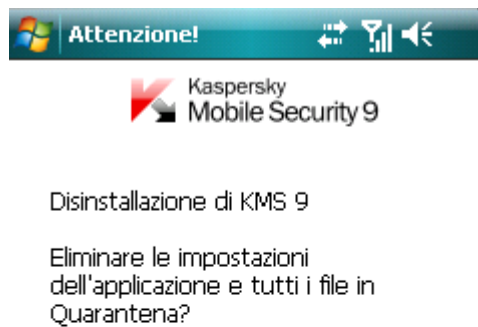 Attenzione!
Kaspersky
Mobile Security 9
Disinstallazione di KMS 9
Eliminare le impostazioni
dell'applicazione e tutti i file in
Quarantena?